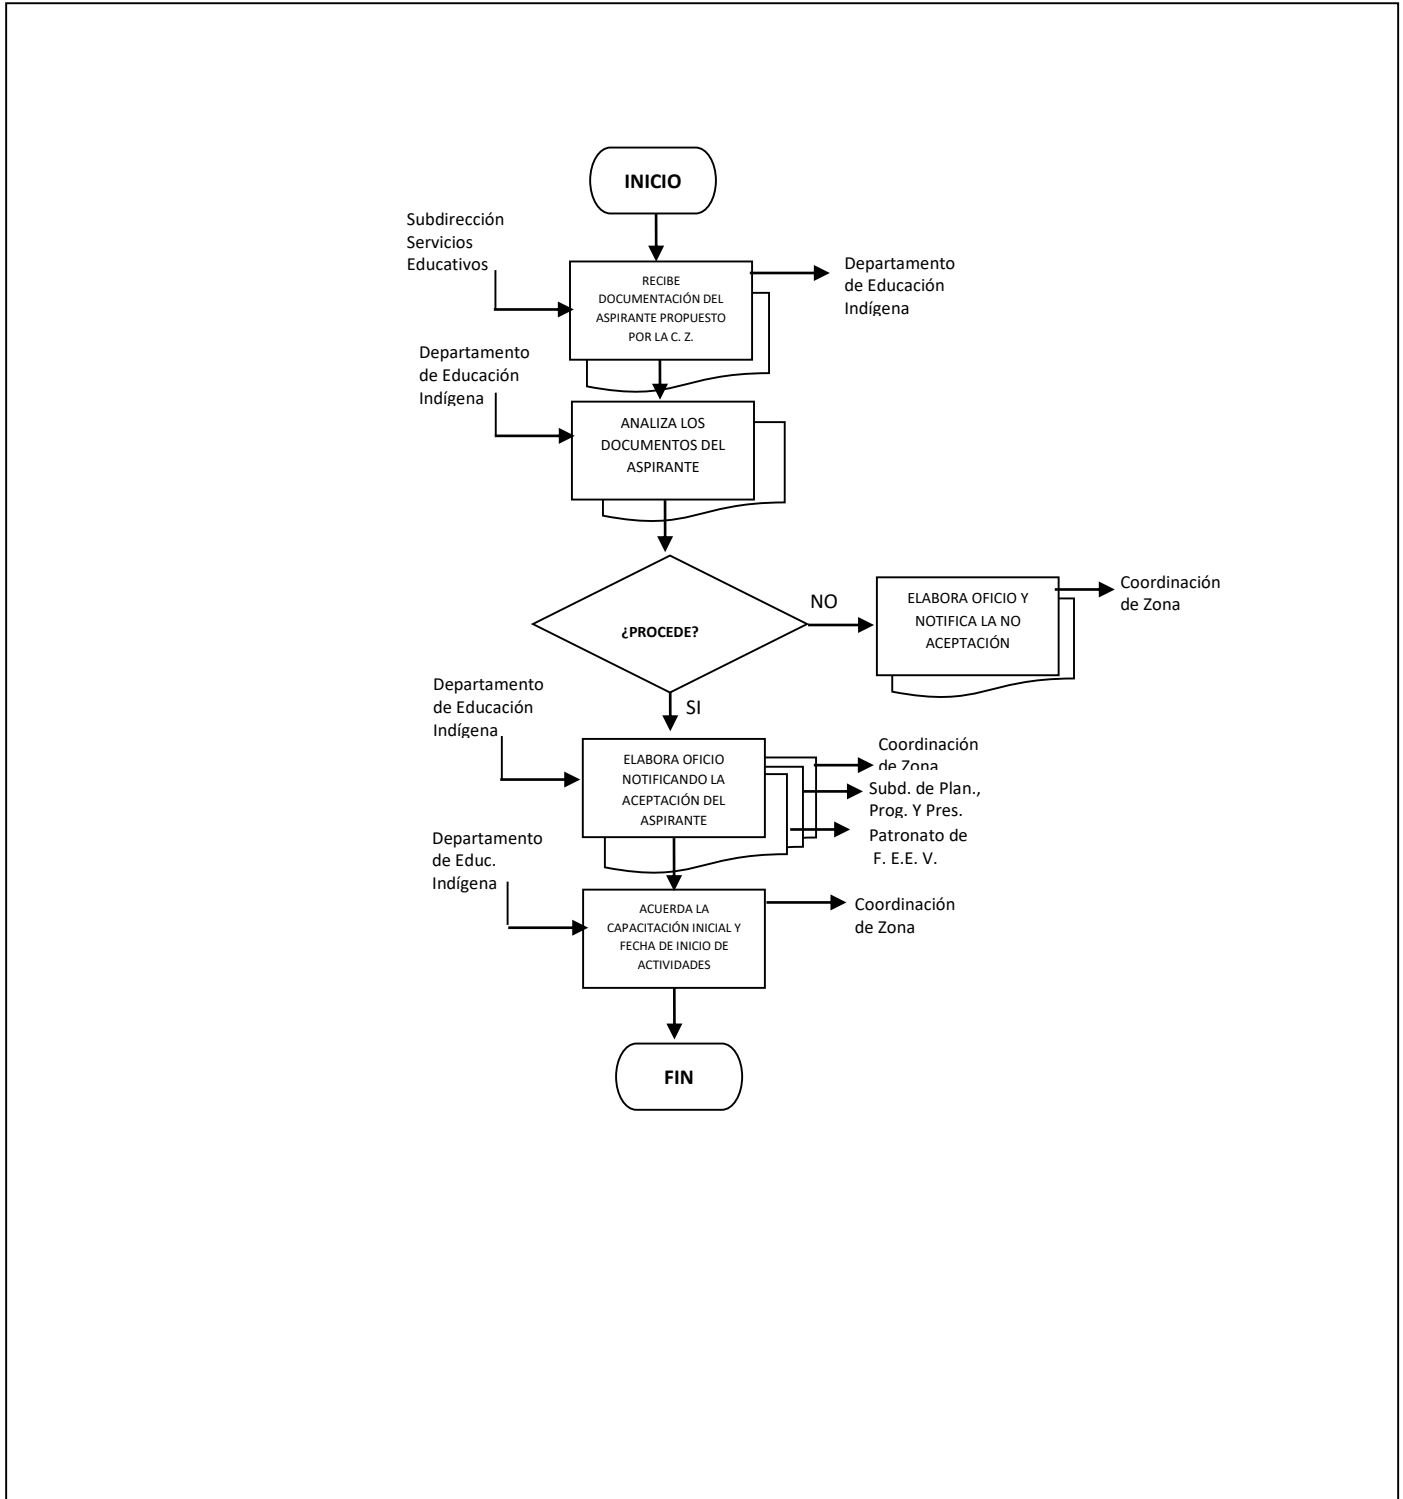 INICIO
Subdirección
Servicios
Educativos
RECIBE
DOCUMENTACIÓN DEL
ASPIRANTE PROPUESTO
POR LA C. Z.
Departamento
de Educación
Indígena
Departamento
de Educación
Indígena
ANALIZA LOS
DOCUMENTOS DEL
ASPIRANTE
¿PROCEDE?
NO
ELABORA OFICIO Y
NOTIFICA LA NO
ACEPTACIÓN
Coordinación
de Zona
SI
Departamento
de Educación
Indígena
ELABORA OFICIO
NOTIFICANDO LA
ACEPTACIÓN DEL
ASPIRANTE
Coordinación
de Zona
Subd. de Plan.,
Prog. Y Pres.
Patronato de
F. E.E. V.
Departamento
de Educ.
Indígena
ACUERDA LA
CAPACITACIÓN INICIAL Y
FECHA DE INICIO DE
ACTIVIDADES
Coordinación
de Zona
FIN